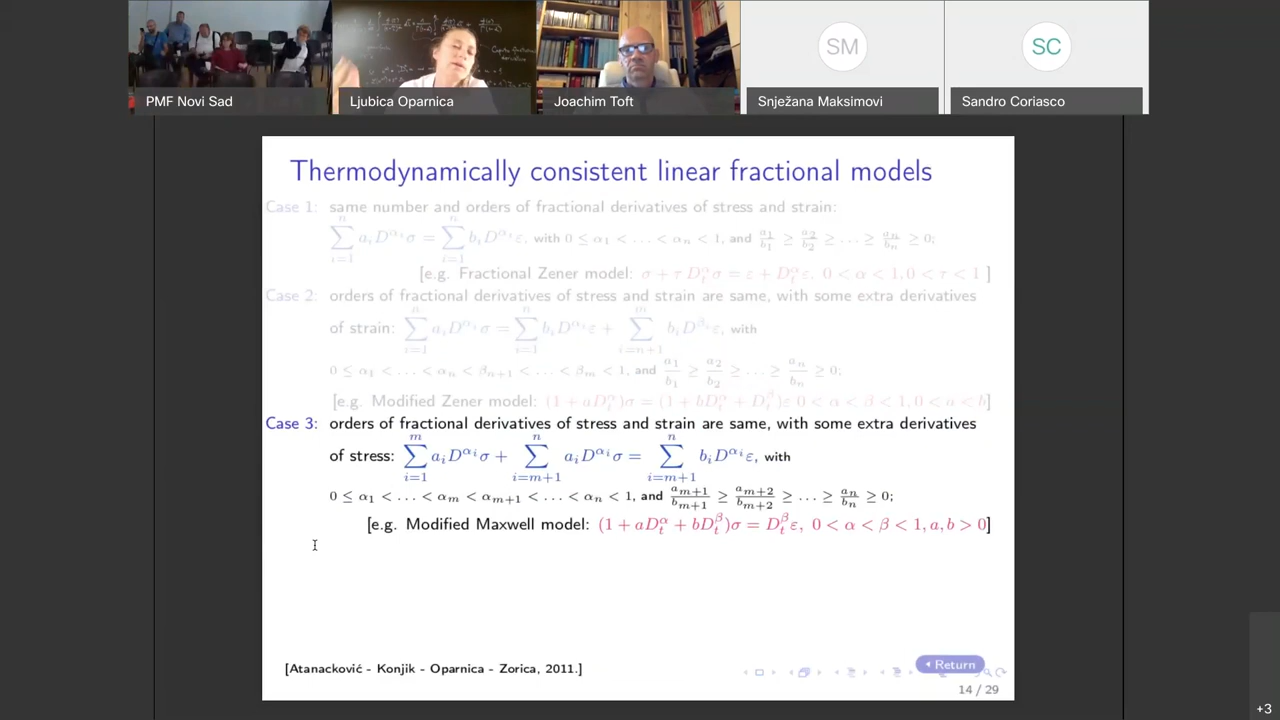 PMF Novi Sad
Ljubica Oparnica
Joachim Toft
SM
Snježana Maksimovi
SC
Sandro Coriasco
Thermodynamically consistent linear fractional models
Case 1: same number and orders of fractional derivatives of stress and strain:
∑_{i=1}^{n} a_i D^{α_i} σ = ∑_{i=1}^{n} b_i D^{α_i} ε, with 0 ≤ α_1 < … < α_n < 1, and a_1/b_1 ≥ a_2/b_2 ≥ … ≥ a_n/b_n ≥ 0;
[e.g. Fractional Zener model: σ + τ D_t^α σ = ε + D_t^α ε, 0 < α < 1, 0 < τ < 1 ]
Case 2: orders of fractional derivatives of stress and strain are same, with some extra derivatives
of strain: ∑_{i=1}^{n} a_i D^{α_i} σ = ∑_{i=1}^{n} b_i D^{α_i} ε + ∑_{i=n+1}^{m} b_i D^{β_i} ε, with
0 ≤ α_1 < … < α_n < β_{n+1} < … < β_m < 1, and a_1/b_1 ≥ a_2/b_2 ≥ … ≥ a_n/b_n ≥ 0;
[e.g. Modified Zener model: (1 + aD_t^α)σ = (1 + bD_t^α + D_t^β)ε 0 < α < β < 1, 0 < a < b]
Case 3: orders of fractional derivatives of stress and strain are same, with some extra derivatives
of stress: ∑_{i=1}^{m} a_i D^{α_i} σ + ∑_{i=m+1}^{n} a_i D^{α_i} σ = ∑_{i=m+1}^{n} b_i D^{α_i} ε, with
0 ≤ α_1 < … < α_m < α_{m+1} < … < α_n < 1, and a_{m+1}/b_{m+1} ≥ a_{m+2}/b_{m+2} ≥ … ≥ a_n/b_n ≥ 0;
[e.g. Modified Maxwell model: (1 + aD_t^α + bD_t^β)σ = D_t^β ε, 0 < α < β < 1, a, b > 0]
[Atanacković - Konjik - Oparnica - Zorica, 2011.]
Return
14 / 29
+3